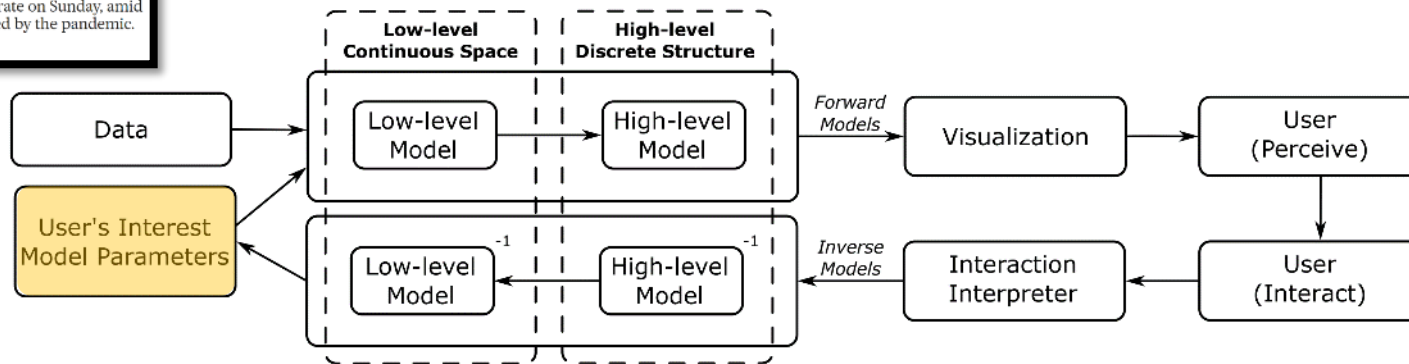 rate on Sunday, amid
ed by the pandemic.
Low-level
Continuous Space
High-level
Discrete Structure
Data
Low-level
Model
High-level
Model
Forward
Models
Visualization
User
(Perceive)
User's Interest
Model Parameters
Low-level
Model
-1
High-level
Model
-1
Inverse
Models
Interaction
Interpreter
User
(Interact)